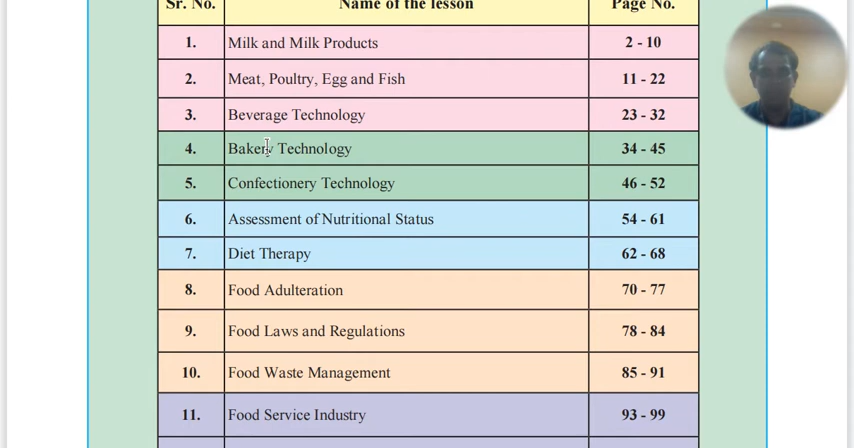 Sr. No. Name of the lesson Page No.
1. Milk and Milk Products 2 - 10
2. Meat, Poultry, Egg and Fish 11 - 22
3. Beverage Technology 23 - 32
4. Bakery Technology 34 - 45
5. Confectionery Technology 46 - 52
6. Assessment of Nutritional Status 54 - 61
7. Diet Therapy 62 - 68
8. Food Adulteration 70 - 77
9. Food Laws and Regulations 78 - 84
10. Food Waste Management 85 - 91
11. Food Service Industry 93 - 99